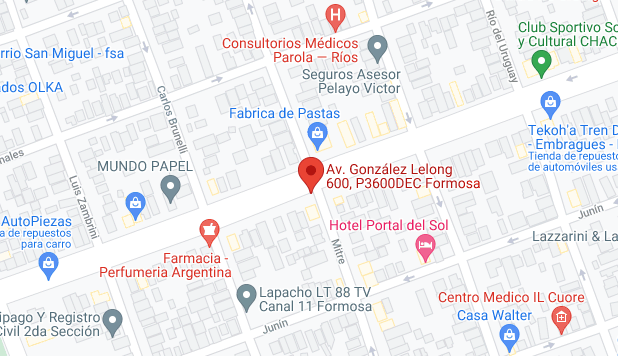 Consultorios Médicos
Parola – Ríos
Río del Uruguay
Club Sportivo So
y Cultural CHAC
rrio San Miguel - fsa
Seguros Asesor
Pelayo Victor
ados OLKA
Carlos Brunelli
Fabrica de Pastas
Tekoh'a Tren D
- Embragues -
Tienda de repuesto
de automóviles us
nales
MUNDO PAPEL
Av. González Lelong
600, P3600DEC Formosa
Luis Zambrini
AutoPiezas
a de repuestos
para carro
Hotel Portal del Sol
Junín
Lazzarini & La
Mitre
Farmacia -
Perfumeria Argentina
Lapacho LT 88 TV
Canal 11 Formosa
Centro Medico IL Cuore
Casa Walter
ipago Y Registro
Civil 2da Sección
Junín